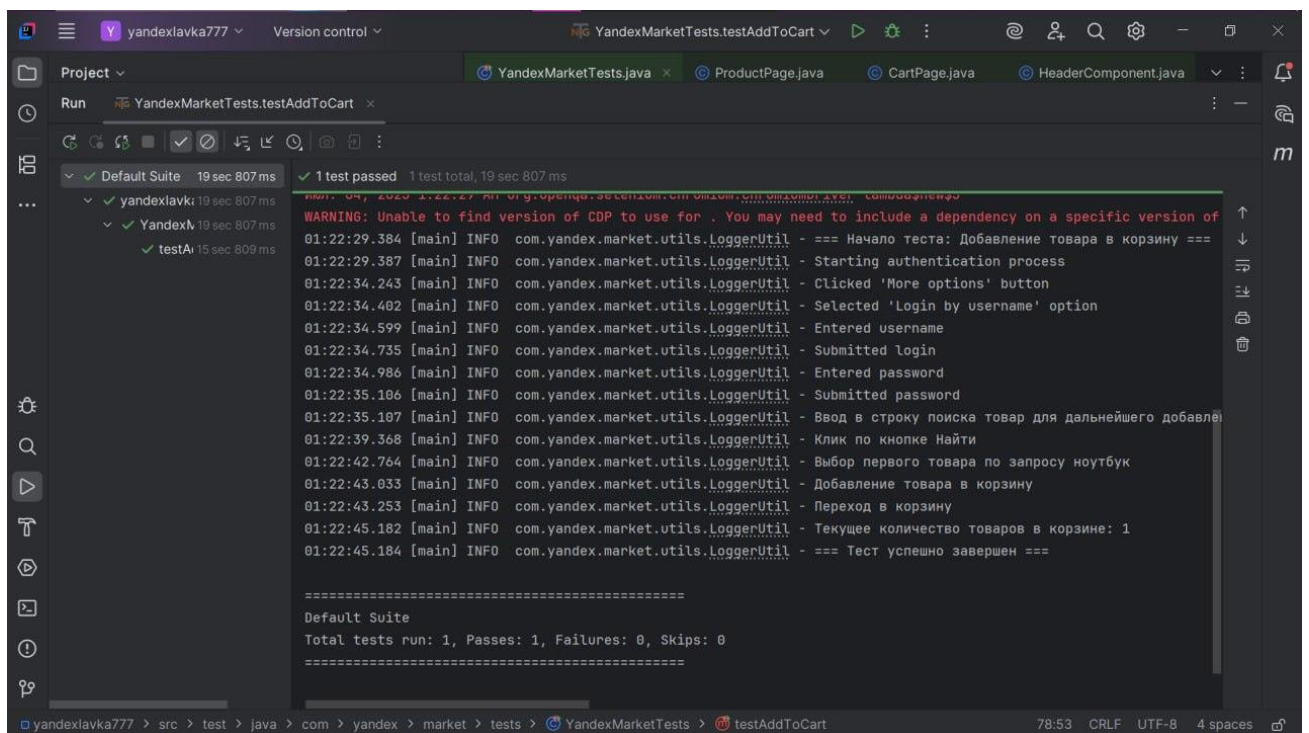 Y yandexlavka777 Version control YandexMarketTests.testAddToCart
Project YandexMarketTests.java ProductPage.java CartPage.java HeaderComponent.java
Run YandexMarketTests.testAddToCart
Default Suite 19 sec 807 ms
1 test passed 1 test total, 19 sec 807 ms
yandexlavk 19 sec 807 ms
WARNING: Unable to find version of CDP to use for . You may need to include a dependency on a specific version of
YandexM 19 sec 807 ms
01:22:29.384 [main] INFO com.yandex.market.utils.LoggerUtil - === Начало теста: Добавление товара в корзину ===
testA 15 sec 809 ms
01:22:29.387 [main] INFO com.yandex.market.utils.LoggerUtil - Starting authentication process
01:22:34.243 [main] INFO com.yandex.market.utils.LoggerUtil - Clicked 'More options' button
01:22:34.402 [main] INFO com.yandex.market.utils.LoggerUtil - Selected 'Login by username' option
01:22:34.599 [main] INFO com.yandex.market.utils.LoggerUtil - Entered username
01:22:34.735 [main] INFO com.yandex.market.utils.LoggerUtil - Submitted login
01:22:34.986 [main] INFO com.yandex.market.utils.LoggerUtil - Entered password
01:22:35.106 [main] INFO com.yandex.market.utils.LoggerUtil - Submitted password
01:22:35.107 [main] INFO com.yandex.market.utils.LoggerUtil - Ввод в строку поиска товар для дальнейшего добавле
01:22:39.368 [main] INFO com.yandex.market.utils.LoggerUtil - Клик по кнопке Найти
01:22:42.764 [main] INFO com.yandex.market.utils.LoggerUtil - Выбор первого товара по запросу ноутбук
01:22:43.033 [main] INFO com.yandex.market.utils.LoggerUtil - Добавление товара в корзину
01:22:43.253 [main] INFO com.yandex.market.utils.LoggerUtil - Переход в корзину
01:22:45.182 [main] INFO com.yandex.market.utils.LoggerUtil - Текущее количество товаров в корзине: 1
01:22:45.184 [main] INFO com.yandex.market.utils.LoggerUtil - === Тест успешно завершен ===
===============================================
Default Suite
Total tests run: 1, Passes: 1, Failures: 0, Skips: 0
===============================================
yandexlavka777 > src > test > java > com > yandex > market > tests > YandexMarketTests > testAddToCart 78:53 CRLF UTF-8 4 spaces